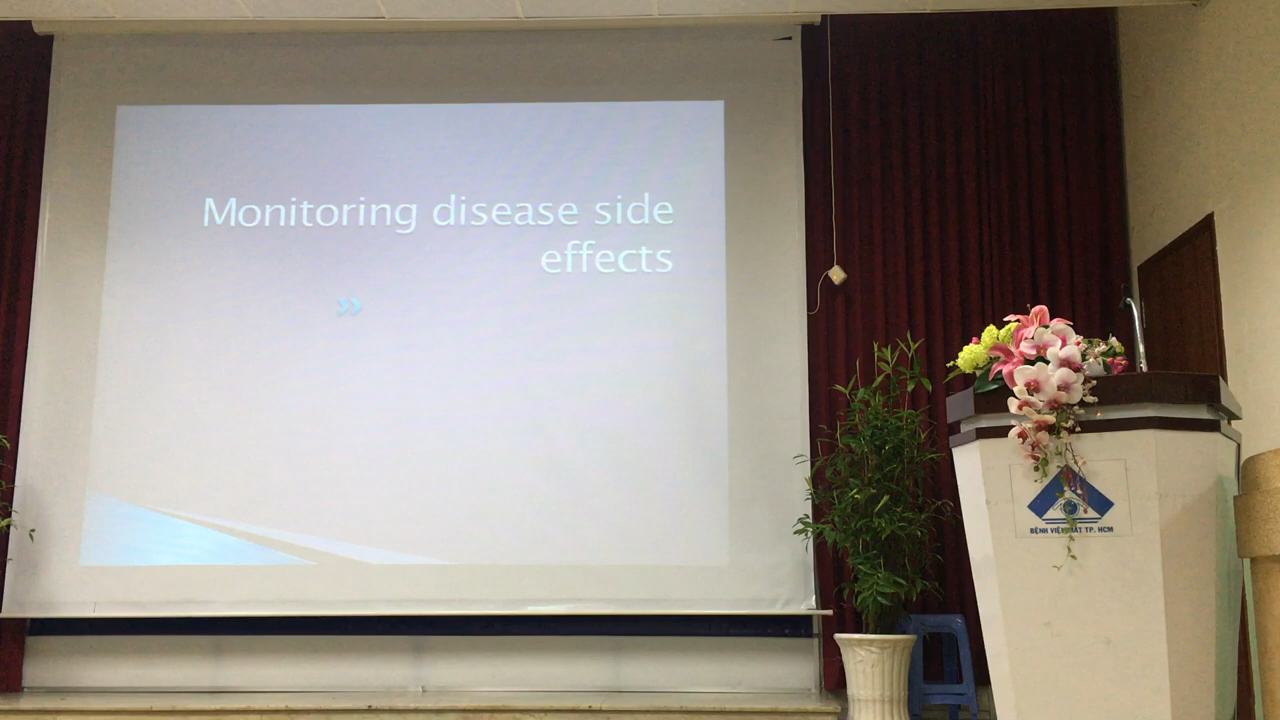 Monitoring disease side
effects
»
BỆNH VIỆN MẮT TP. HCM